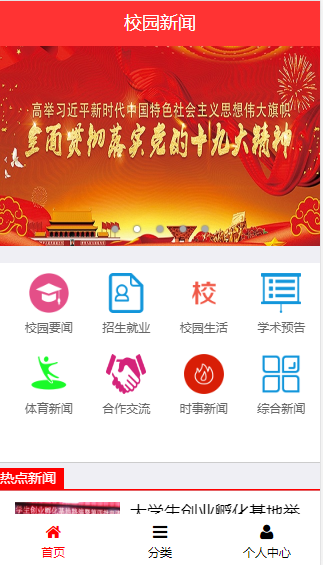 校园新闻
高举习近平新时代中国特色社会主义思想伟大旗帜
全面贯彻落实党的十九大精神
校
校园要闻 招生就业 校园生活 学术预告
体育新闻 合作交流 时事新闻 综合新闻
热点新闻
大学生创业孵化基地举
首页 分类 个人中心